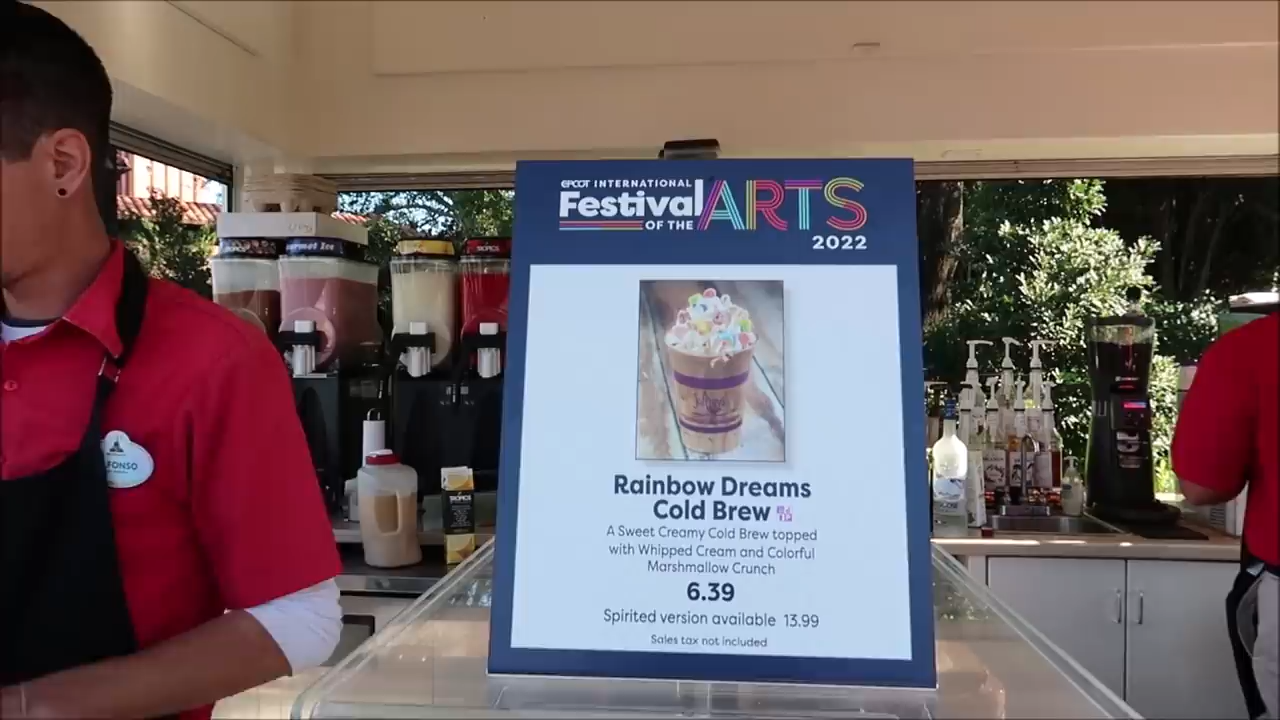 EPCOT INTERNATIONAL
Festival
OF THE
ARTS
2022
Rainbow Dreams
Cold Brew
A Sweet Creamy Cold Brew topped
with Whipped Cream and Colorful
Marshmallow Crunch
6.39
Spirited version available 13.99
Sales tax not included